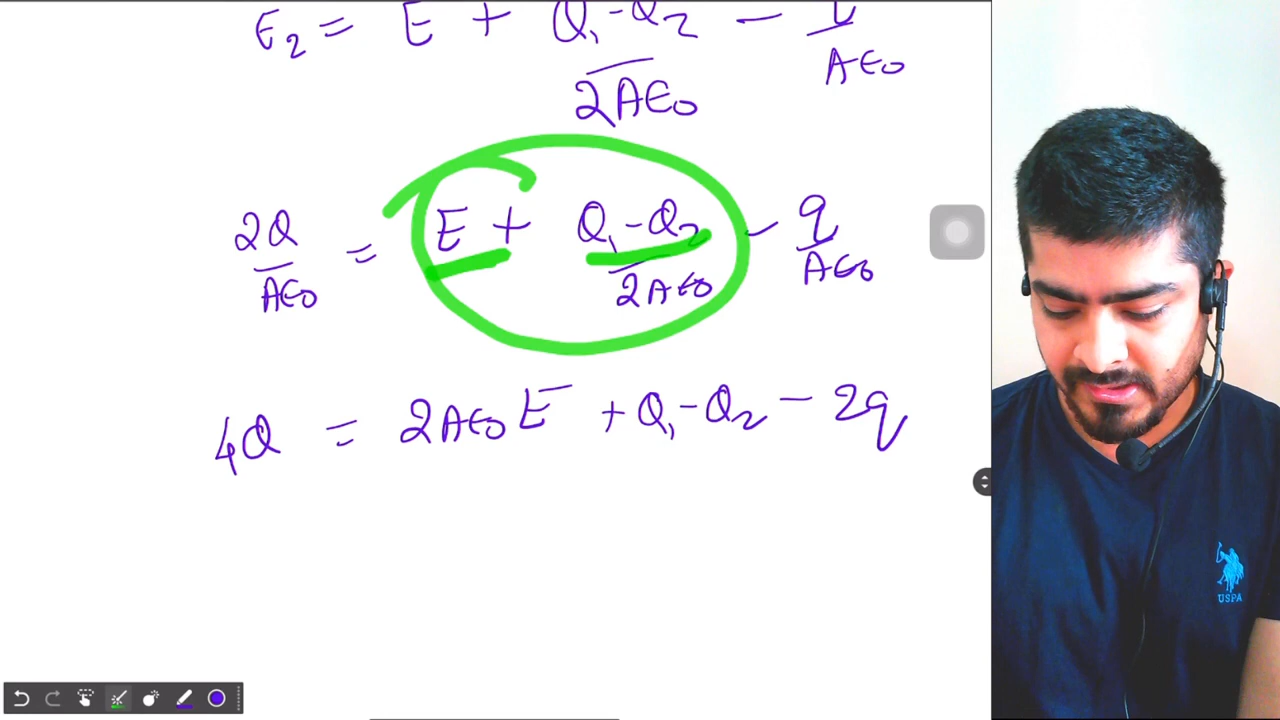 E₂ = E + Q₁-Q₂/2Aε₀ - q/Aε₀
2Q/Aε₀ = E + Q₁-Q₂/2Aε₀ - q/Aε₀
4Q = 2Aε₀E + Q₁-Q₂ - 2q
USPA